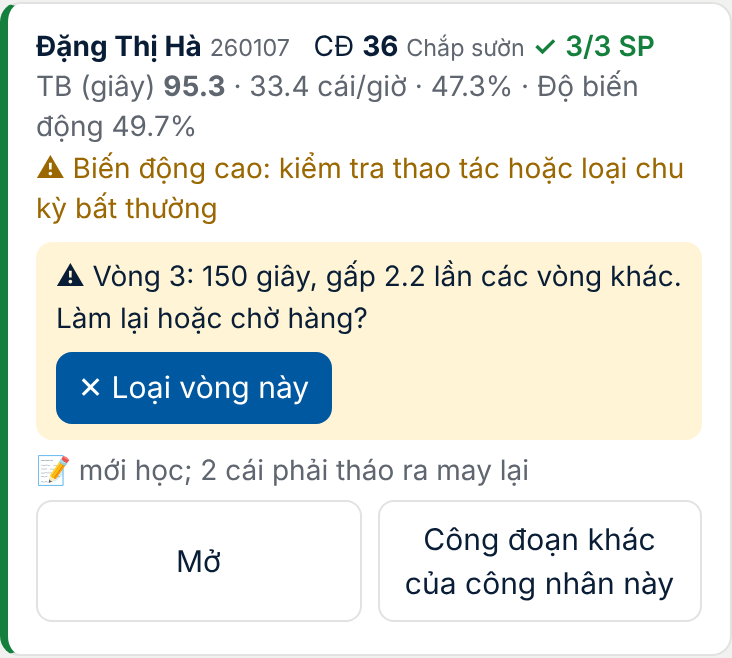 Đặng Thị Hà 260107 CĐ 36 Chắp sườn ✓ 3/3 SP
TB (giây) 95.3 · 33.4 cái/giờ · 47.3% · Độ biến
động 49.7%
⚠ Biến động cao: kiểm tra thao tác hoặc loại chu
kỳ bất thường
⚠ Vòng 3: 150 giây, gấp 2.2 lần các vòng khác.
Làm lại hoặc chờ hàng?
✕ Loại vòng này
📝 mới học; 2 cái phải tháo ra may lại
Mở
Công đoạn khác
của công nhân này